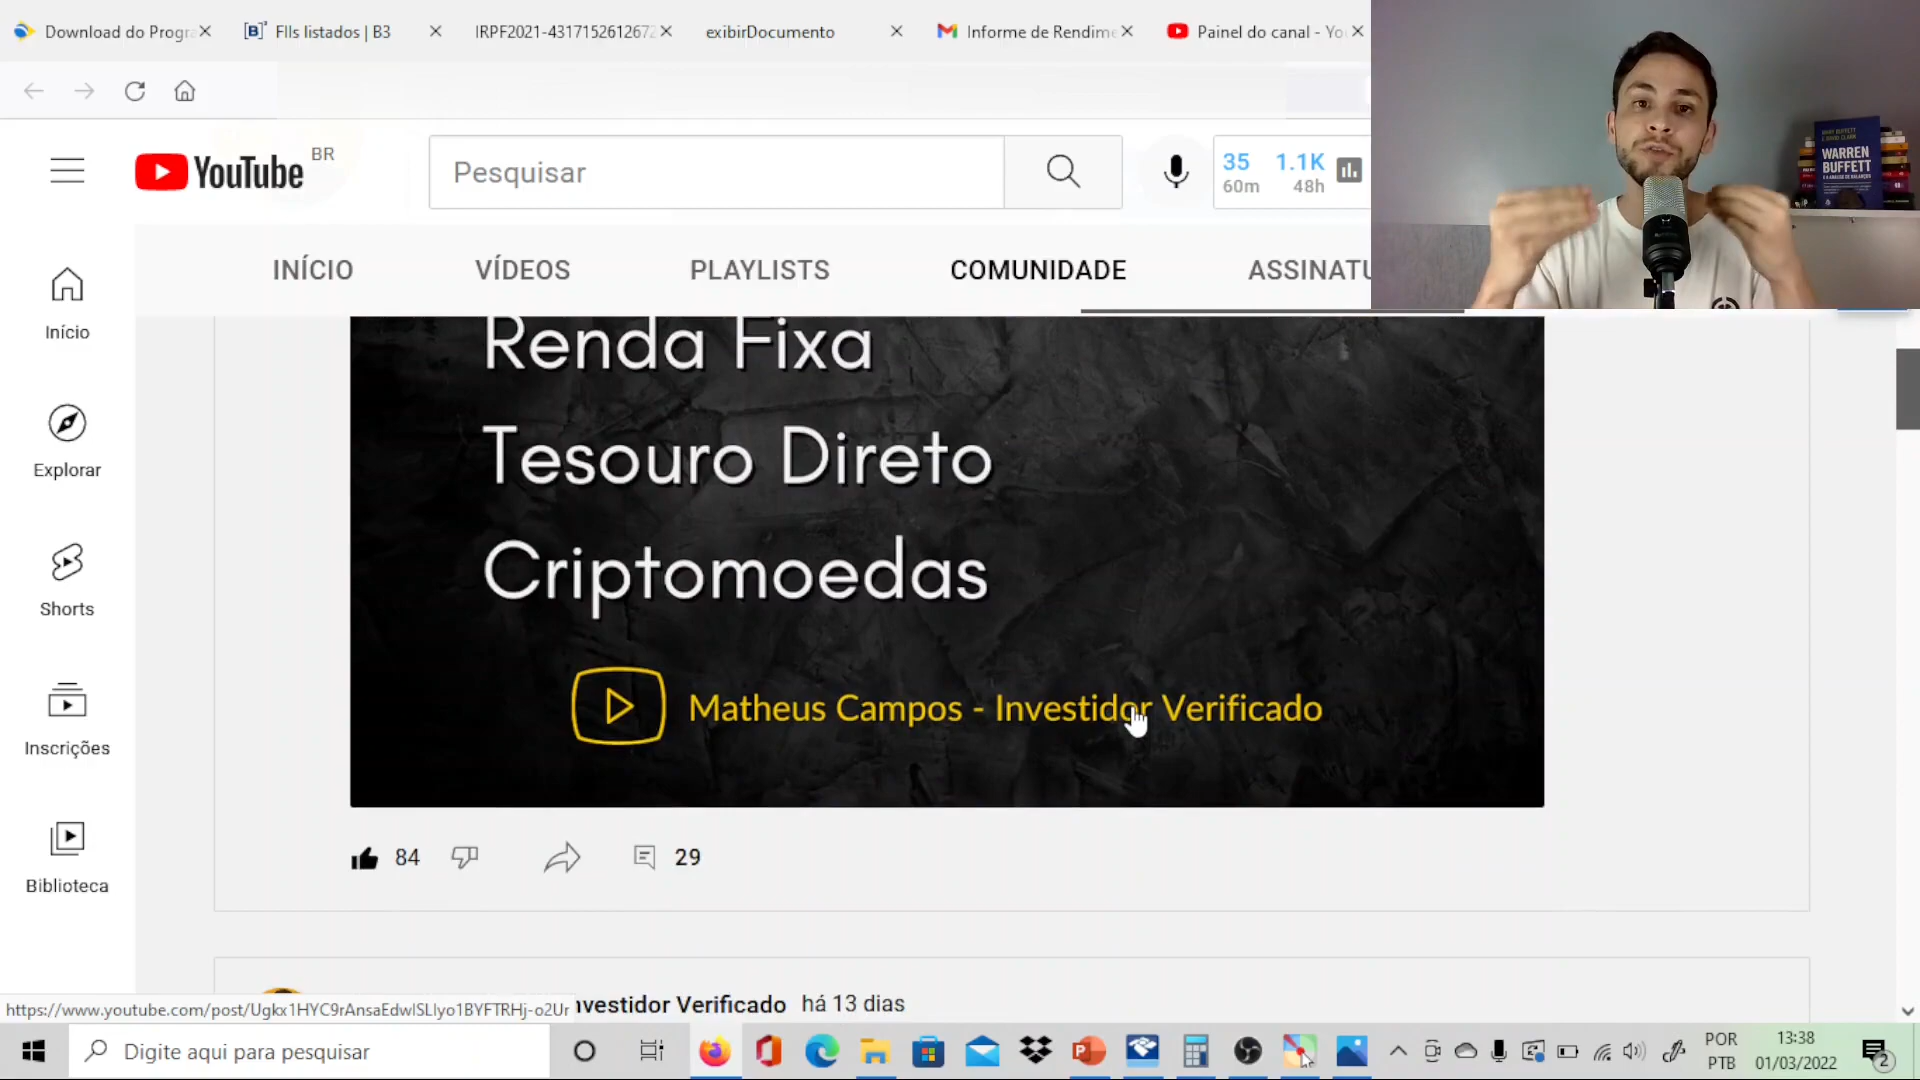 Download do Progra
FIIs listados | B3
IRPF2021-4317152612672
exibirDocumento
Informe de Rendime
Painel do canal - Yo
YouTube BR
Pesquisar
35 1.1K
60m 48h
INÍCIO VÍDEOS PLAYLISTS COMUNIDADE ASSINATU
Início
Explorar
Shorts
Inscrições
Biblioteca
Renda Fixa
Tesouro Direto
Criptomoedas
Matheus Campos - Investidor Verificado
84
29
nvestidor Verificado há 13 dias
https://www.youtube.com/post/Ugkx1HYC9rAnsaEdwlSLlyo1BYFTRHj-o2Ur
WARREN
BUFFETT
Digite aqui para pesquisar
POR
PTB
13:38
01/03/2022
2